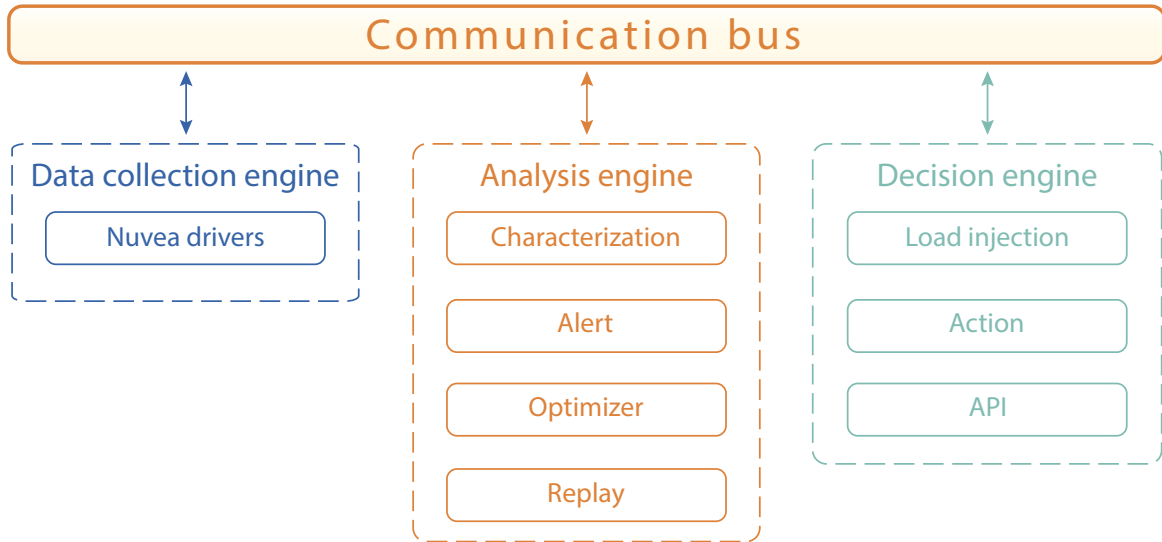 Communication bus
Data collection engine
Nuvea drivers
Analysis engine
Characterization
Alert
Optimizer
Replay
Decision engine
Load injection
Action
API